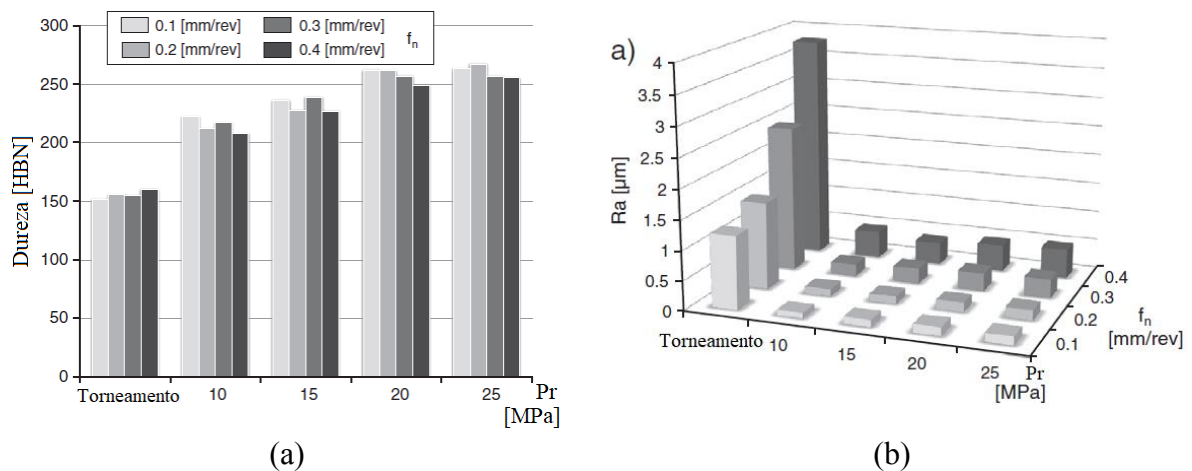 300
250
200
150
100
50
0
Dureza [HBN]
0.1 [mm/rev]
0.3 [mm/rev]
0.2 [mm/rev]
0.4 [mm/rev]
fn
Torneamento
10
15
20
25
Pr
[MPa]
(a)
a)
4
3.5
3
2.5
2
1.5
1
0.5
0
Ra [µm]
Torneamento
10
15
20
25
Pr
[MPa]
0.4
0.3
0.2
0.1
fn
[mm/rev]
(b)